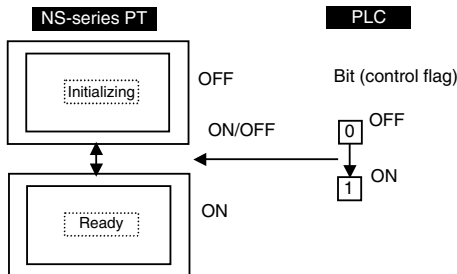 NS-series PT
PLC
Initializing
OFF
Bit (control flag)
ON/OFF
0
OFF
1
ON
Ready
ON